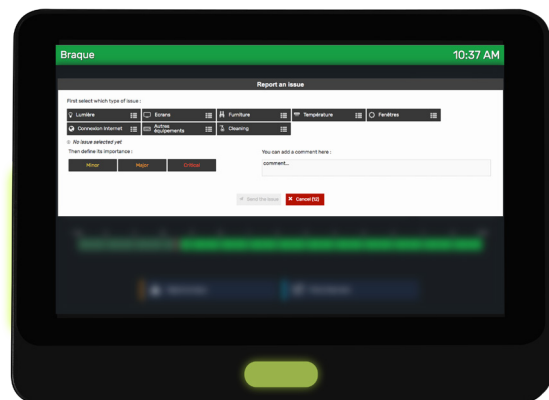 Braque 10:37 AM
Report an issue
First select which type of issue :
Lumière Ecrans Furniture Température Fenêtres
Connexion Internet Autres équipements Cleaning
No issue selected yet
Then define its importance : You can add a comment here :
Minor Major Critical comment...
Send the issue Cancel (12)